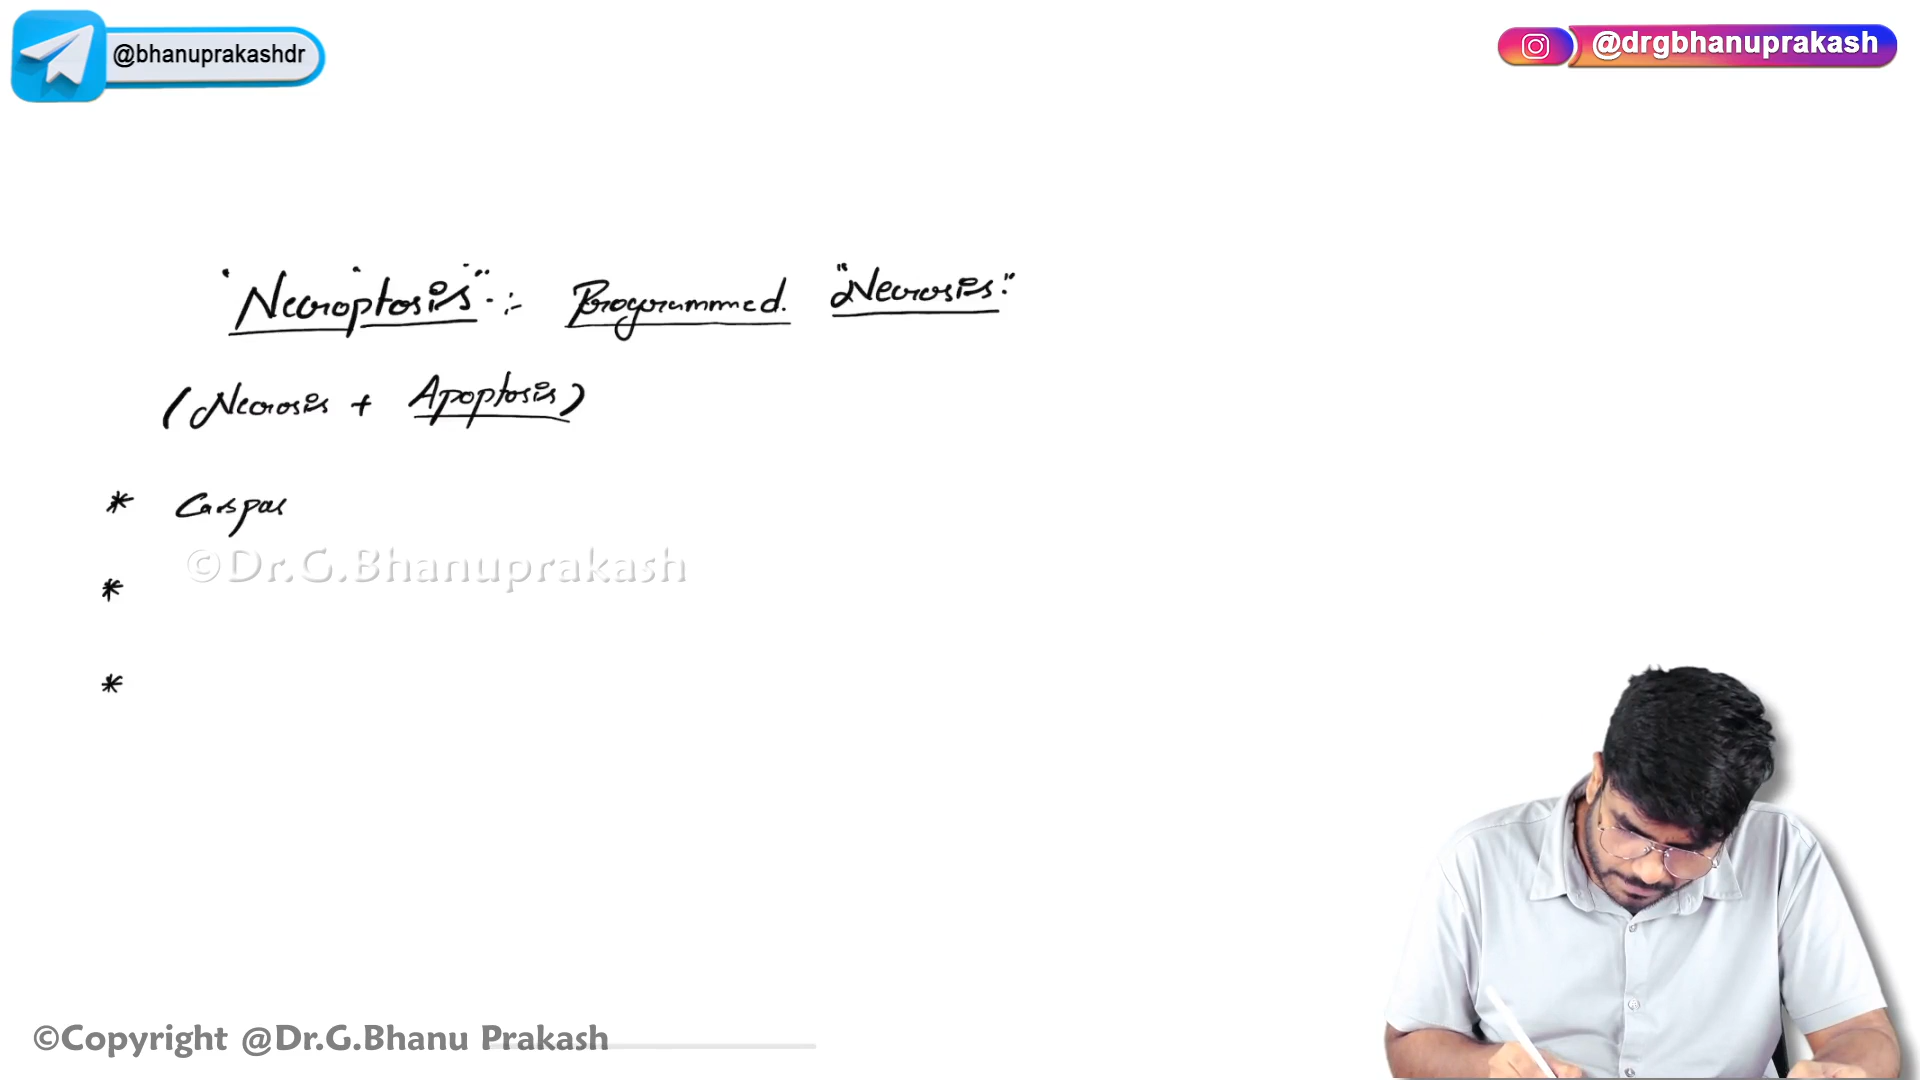 @bhanuprakashdr
@drgbhanuprakash
"Necroptosis" :- Programmed. "Necrosis."
(Necrosis + Apoptosis)
* Caspas
©Dr.G.Bhanuprakash
*
*
©Copyright @Dr.G.Bhanu Prakash